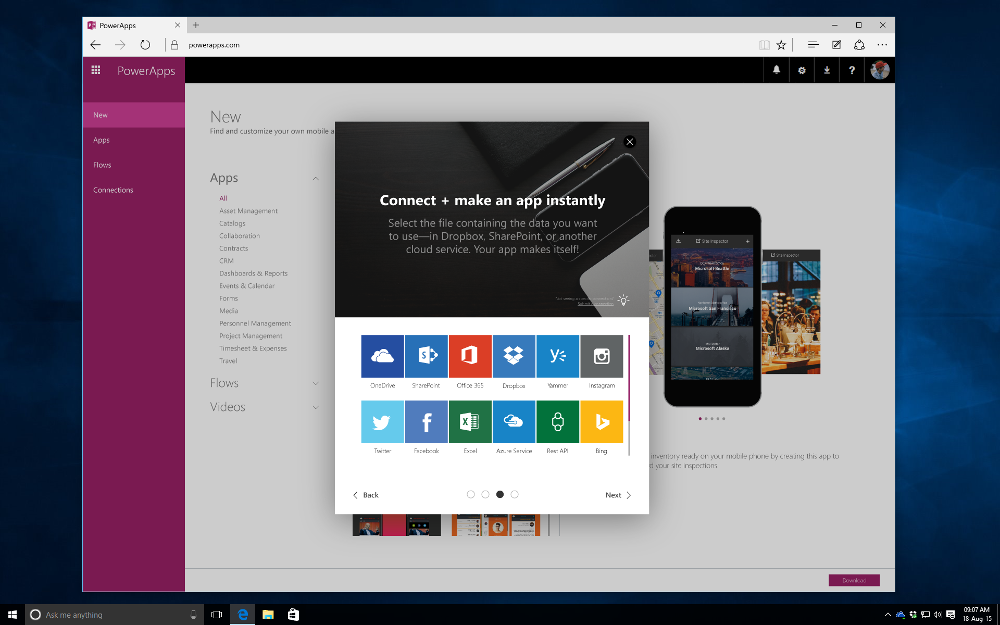 PowerApps
powerapps.com
PowerApps
New
Apps
Flows
Connections
New
Find and customize your own mobile a
Apps
All
Asset Management
Catalogs
Collaboration
Contracts
CRM
Dashboards & Reports
Events & Calendar
Forms
Media
Personnel Management
Project Management
Timesheet & Expenses
Travel
Flows
Videos
Connect + make an app instantly
Select the file containing the data you want
to use—in Dropbox, SharePoint, or another
cloud service. Your app makes itself!
Not seeing a specific connection?
Submit a connection
OneDrive
SharePoint
Office 365
Dropbox
Yammer
Instagram
Twitter
Facebook
Excel
Azure Service
Rest API
Bing
Back
Next
ector
Site Inspector
Downtown office
Microsoft Seattle
Northwest District office
Microsoft San Francisco
Ms Center
Microsoft Alaska
Site Inspector
inventory ready on your mobile phone by creating this app to
d your site inspections.
Download
Ask me anything
09:07 AM
18-Aug-15